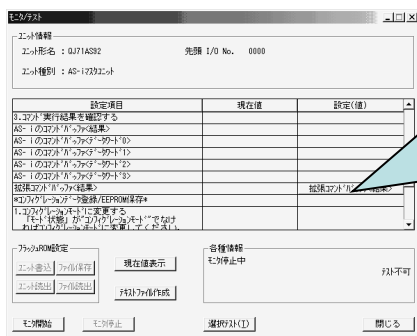 モニタ/テスト
ユニット情報
ユニット形名 : QJ71AS92 先頭 I/O No. 0000
ユニット種別 : AS-iマスタユニット
設定項目 現在値 設定(値)
3.コマンド実行結果を確認する
AS-iのコマンドバッファ<結果>
AS-iのコマンドバッファ<データワード0>
AS-iのコマンドバッファ<データワード1>
AS-iのコマンドバッファ<データワード2>
AS-iのコマンドバッファ<データワード3>
拡張コマンドバッファ<結果> 拡張コマンドバッファ<結果>
*コンフィグレーションデータ登録/EEPROM保存*
1.コンフィグレーションモードに変更する
「モード状態」が"コンフィグレーションモード"でなけ
ればコンフィグレーションモードに変更してください。
フラッシュROM設定
ユニット書込 ファイル保存
ユニット読出 ファイル読出
現在値表示
テキストファイル作成
各種情報
モニタ停止中
テスト不可
モニタ開始 モニタ停止 選択テスト(T) 閉じる